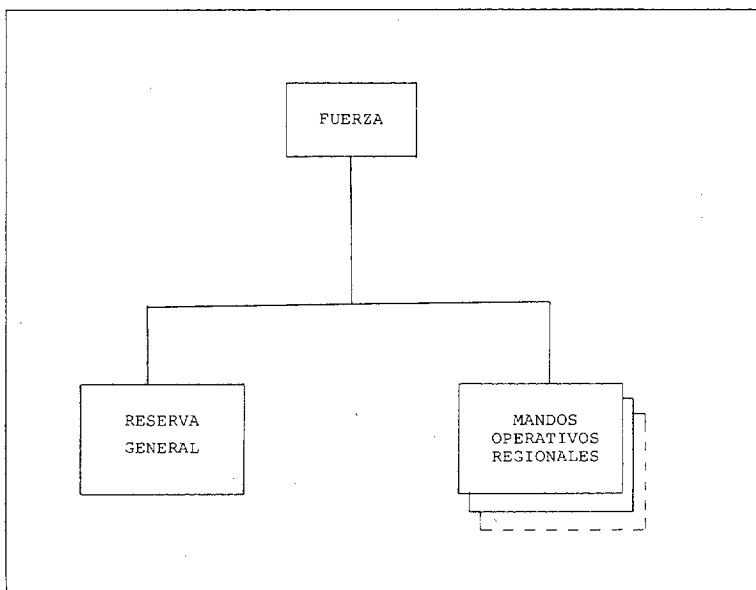 FUERZA
RESERVA
GENERAL
MANDOS
OPERATIVOS
REGIONALES